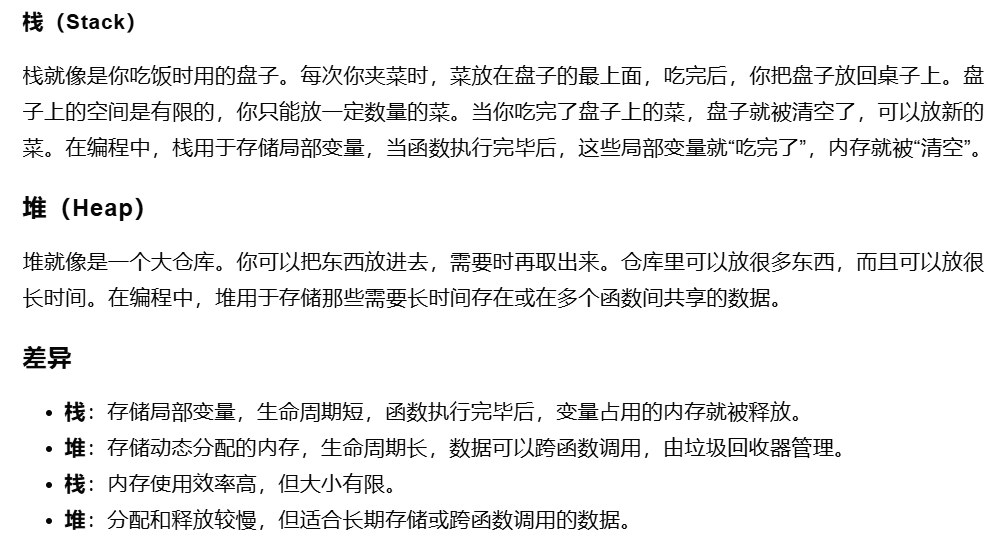 栈（Stack）
栈就像是你吃饭时用的盘子。每次你夹菜时，菜放在盘子的最上面，吃完后，你把盘子放回桌子上。盘
子上的空间是有限的，你只能放一定数量的菜。当你吃完了盘子上的菜，盘子就被清空了，可以放新的
菜。在编程中，栈用于存储局部变量，当函数执行完毕后，这些局部变量就“吃完了”，内存就被“清空”。
堆（Heap）
堆就像是一个大仓库。你可以把东西放进去，需要时再取出来。仓库里可以放很多东西，而且可以放很
长时间。在编程中，堆用于存储那些需要长时间存在或在多个函数间共享的数据。
差异
• 栈：存储局部变量，生命周期短，函数执行完毕后，变量占用的内存就被释放。
• 堆：存储动态分配的内存，生命周期长，数据可以跨函数调用，由垃圾回收器管理。
• 栈：内存使用效率高，但大小有限。
• 堆：分配和释放较慢，但适合长期存储或跨函数调用的数据。